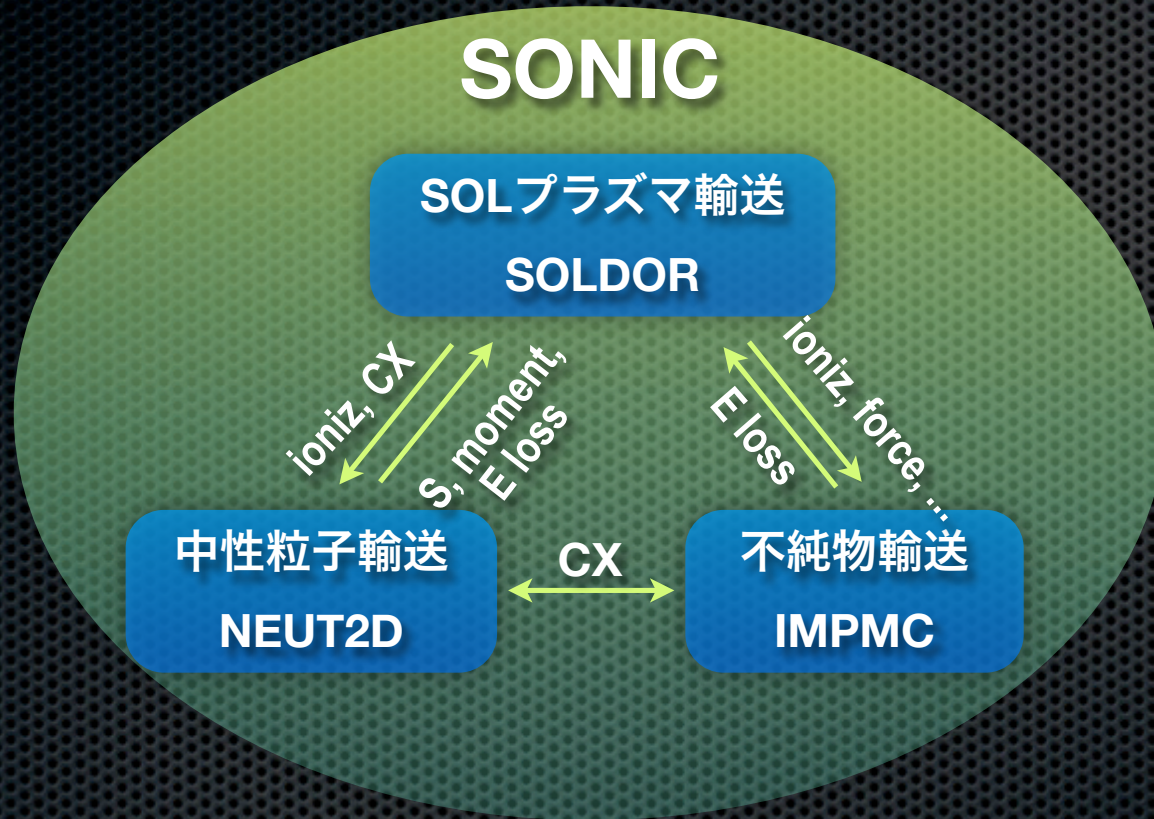 SONIC
SOLプラズマ輸送
SOLDOR
ioniz, CX
S, moment,
E loss
E loss
ioniz, force, ...
中性粒子輸送
NEUT2D
CX
不純物輸送
IMPMC